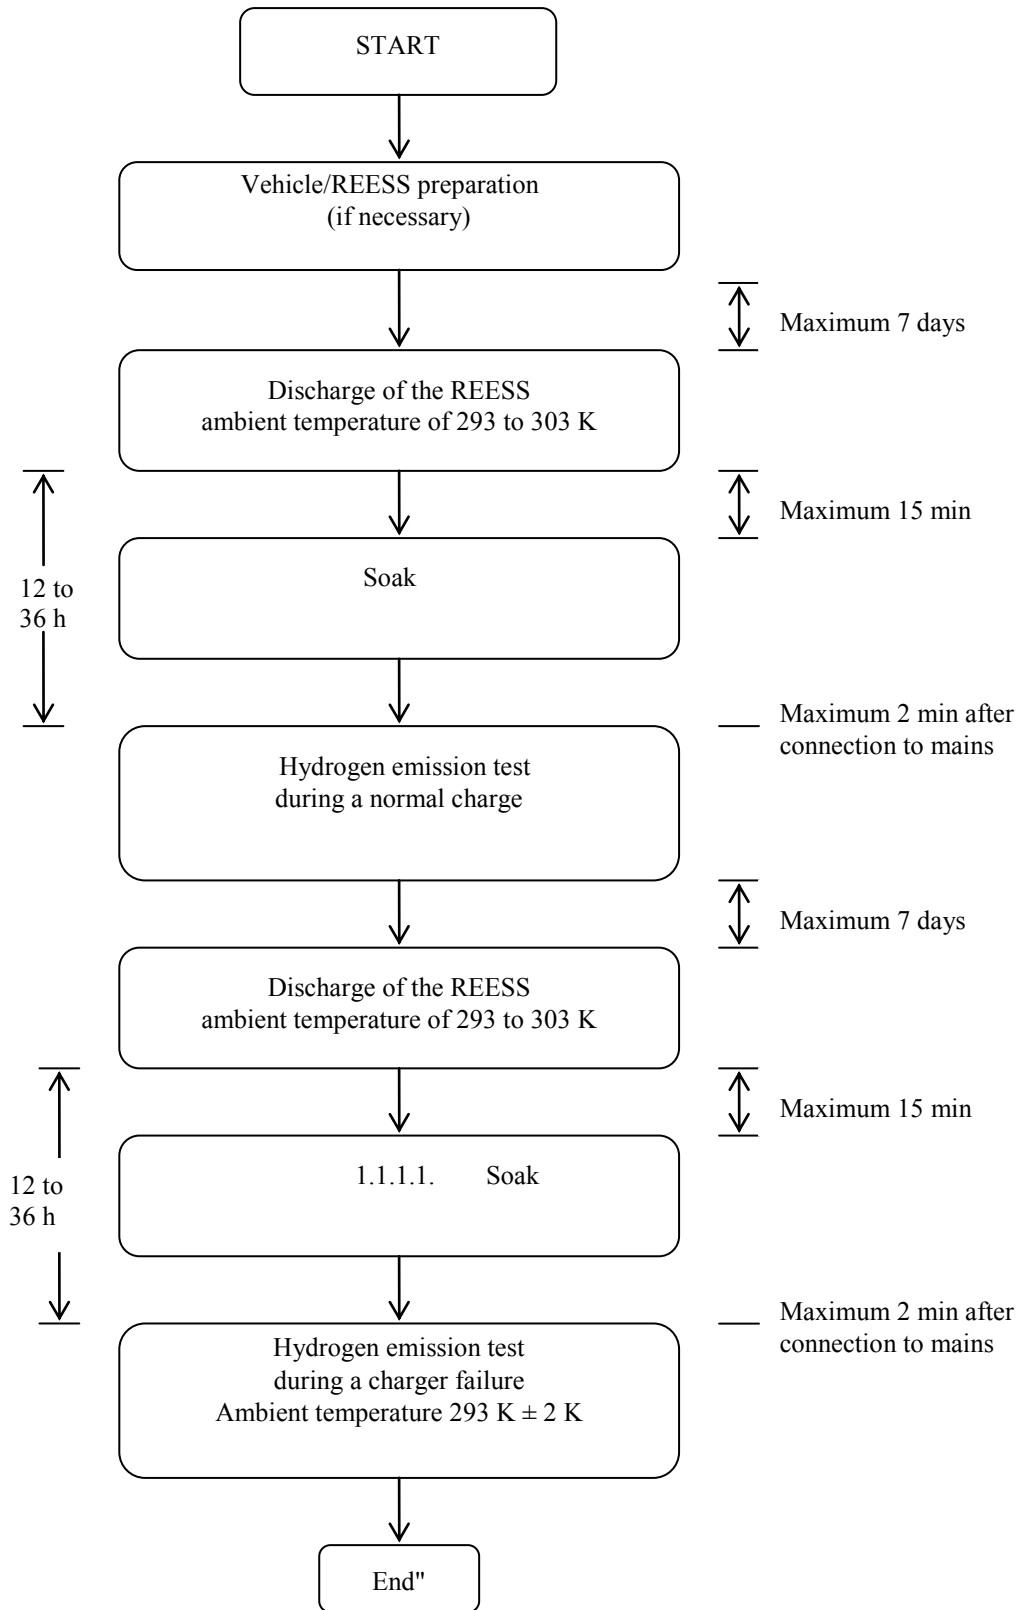 START
Vehicle/REESS preparation
(if necessary)
Maximum 7 days
Discharge of the REESS
ambient temperature of 293 to 303 K
Maximum 15 min
12 to
36 h
Soak
Maximum 2 min after
connection to mains
Hydrogen emission test
during a normal charge
Maximum 7 days
Discharge of the REESS
ambient temperature of 293 to 303 K
Maximum 15 min
12 to
36 h
1.1.1.1. Soak
Maximum 2 min after
connection to mains
Hydrogen emission test
during a charger failure
Ambient temperature 293 K ± 2 K
End"